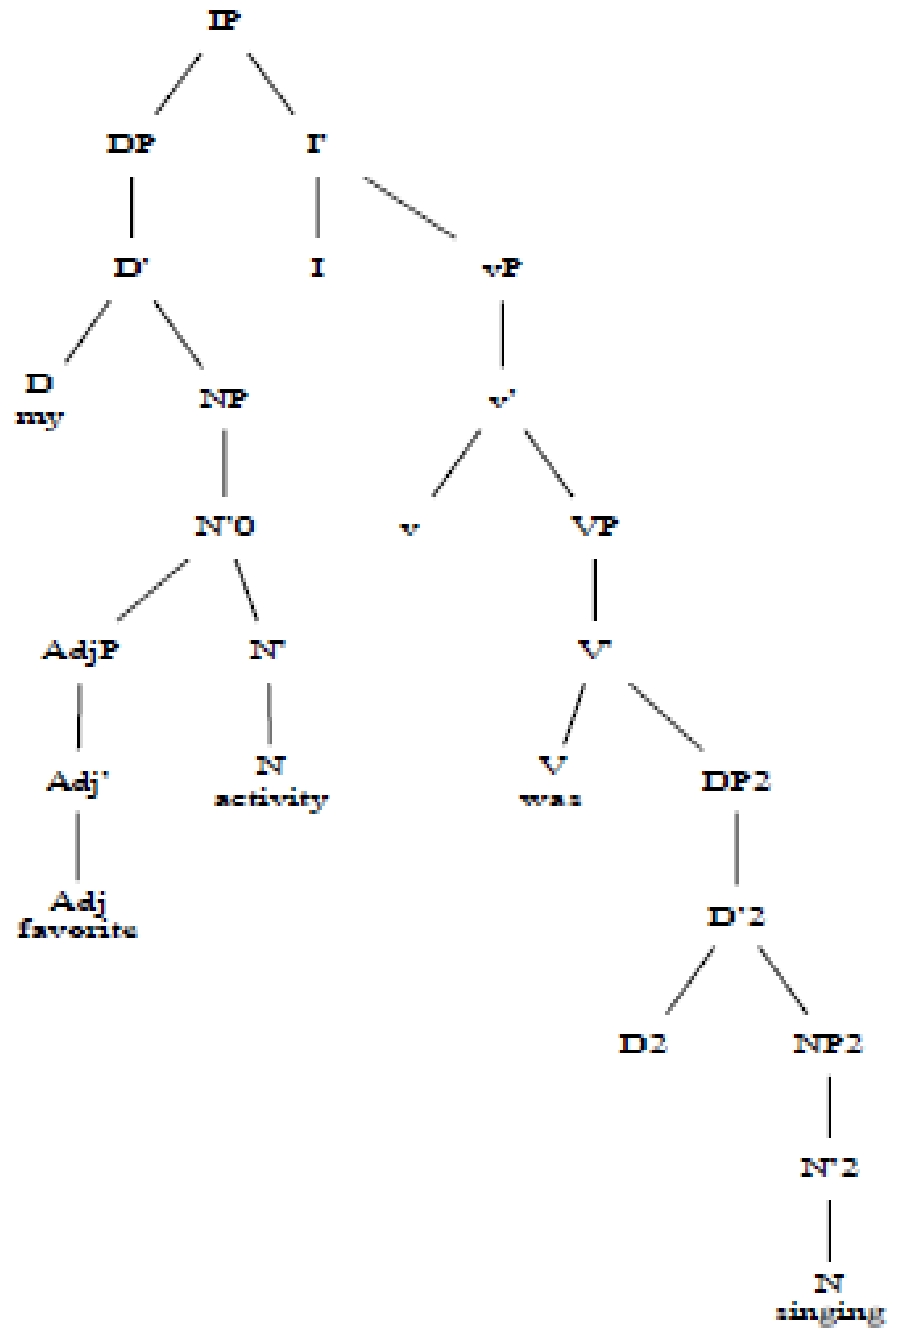 IP
DP I'
D' I vP
D NP v'
my
N'0 v VP
AdjP N' V'
N V
Adj' activity was DP2
Adj
favorite D'2
D2 NP2
N'2
N
singing